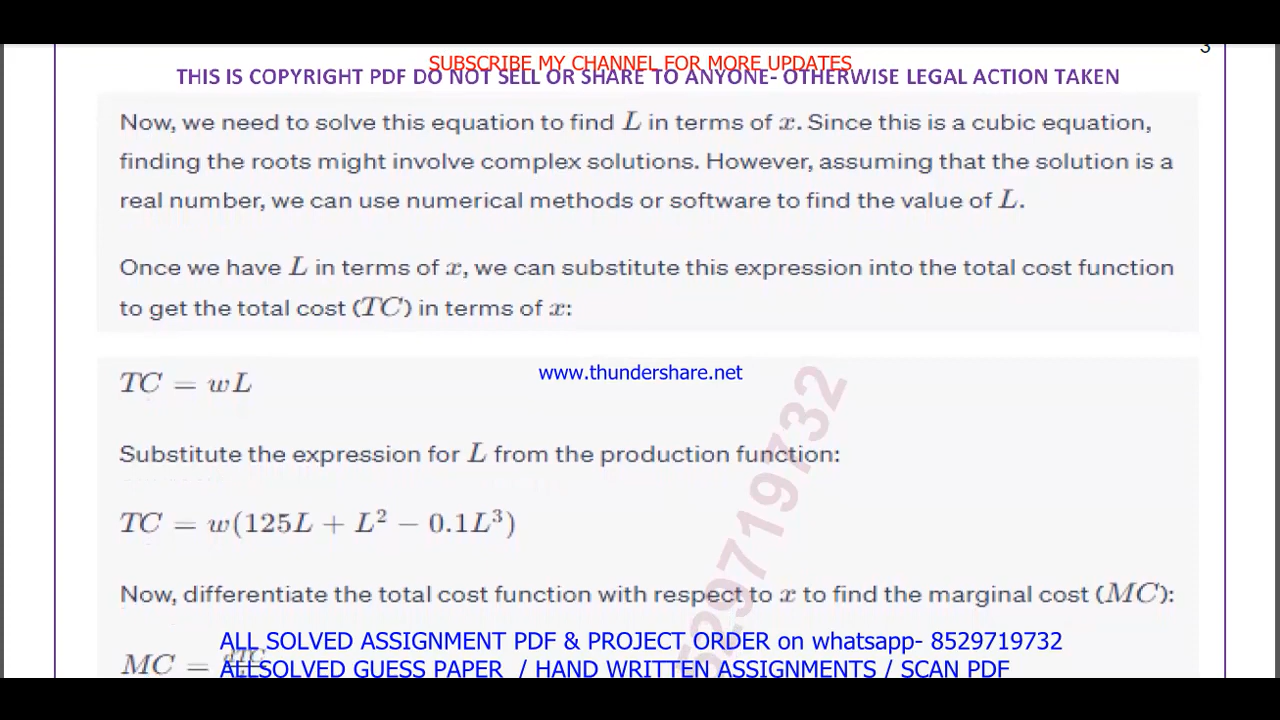 3
SUBSCRIBE MY CHANNEL FOR MORE UPDATES
THIS IS COPYRIGHT PDF DO NOT SELL OR SHARE TO ANYONE- OTHERWISE LEGAL ACTION TAKEN
Now, we need to solve this equation to find L in terms of x. Since this is a cubic equation,
finding the roots might involve complex solutions. However, assuming that the solution is a
real number, we can use numerical methods or software to find the value of L.
Once we have L in terms of x, we can substitute this expression into the total cost function
to get the total cost (TC) in terms of x:
TC = wL
www.thundershare.net
Substitute the expression for L from the production function:
TC = w(125L + L² − 0.1L³)
Now, differentiate the total cost function with respect to x to find the marginal cost (MC):
ALL SOLVED ASSIGNMENT PDF & PROJECT ORDER on whatsapp- 8529719732
MC =
ALLSOLVED GUESS PAPER / HAND WRITTEN ASSIGNMENTS / SCAN PDF